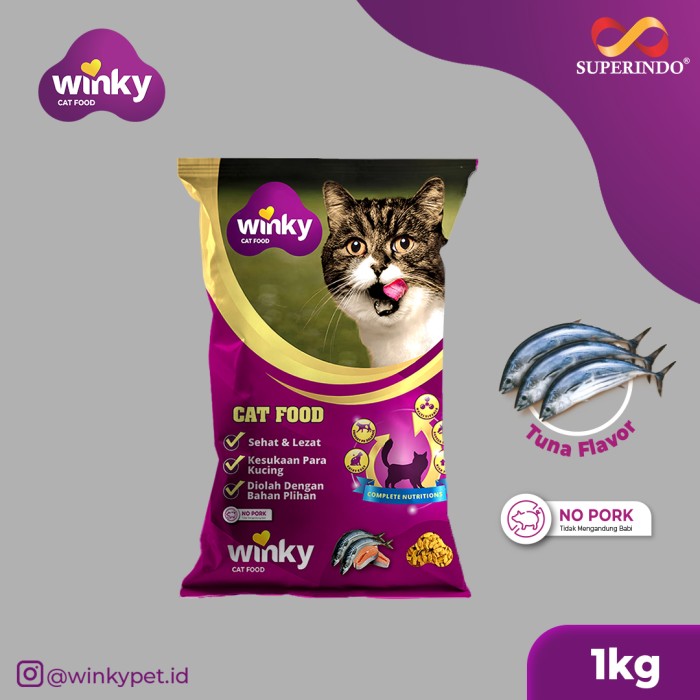 winky
CAT FOOD
SUPERINDO®
winky
CAT FOOD
CAT FOOD
Sehat & Lezat
Kesukaan Para
Kucing
Diolah Dengan
Bahan Plihan
NO PORK
winky
CAT FOOD
COMPLETE NUTRITIONS
Tuna Flavor
NO PORK
Tidak Mengandung Babi
@winkypet.id
1kg